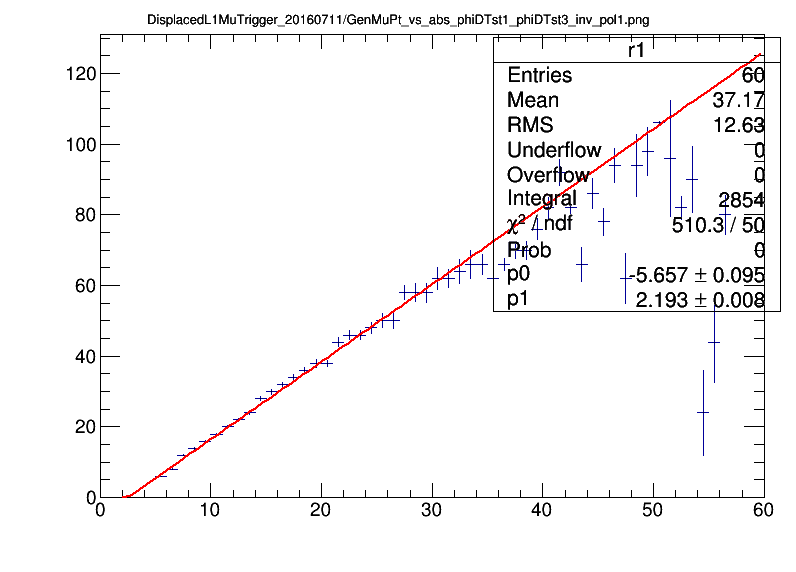 DisplacedL1MuTrigger_20160711/GenMuPt_vs_abs_phiDTst1_phiDTst3_inv_pol1.png
r1
Entries 60
Mean 37.17
RMS 12.63
Underflow 0
Overflow 0
Integral 2854
χ² / ndf 510.3 / 50
Prob 0
p0 -5.657 ± 0.095
p1 2.193 ± 0.008
120
100
80
60
40
20
0
0 10 20 30 40 50 60